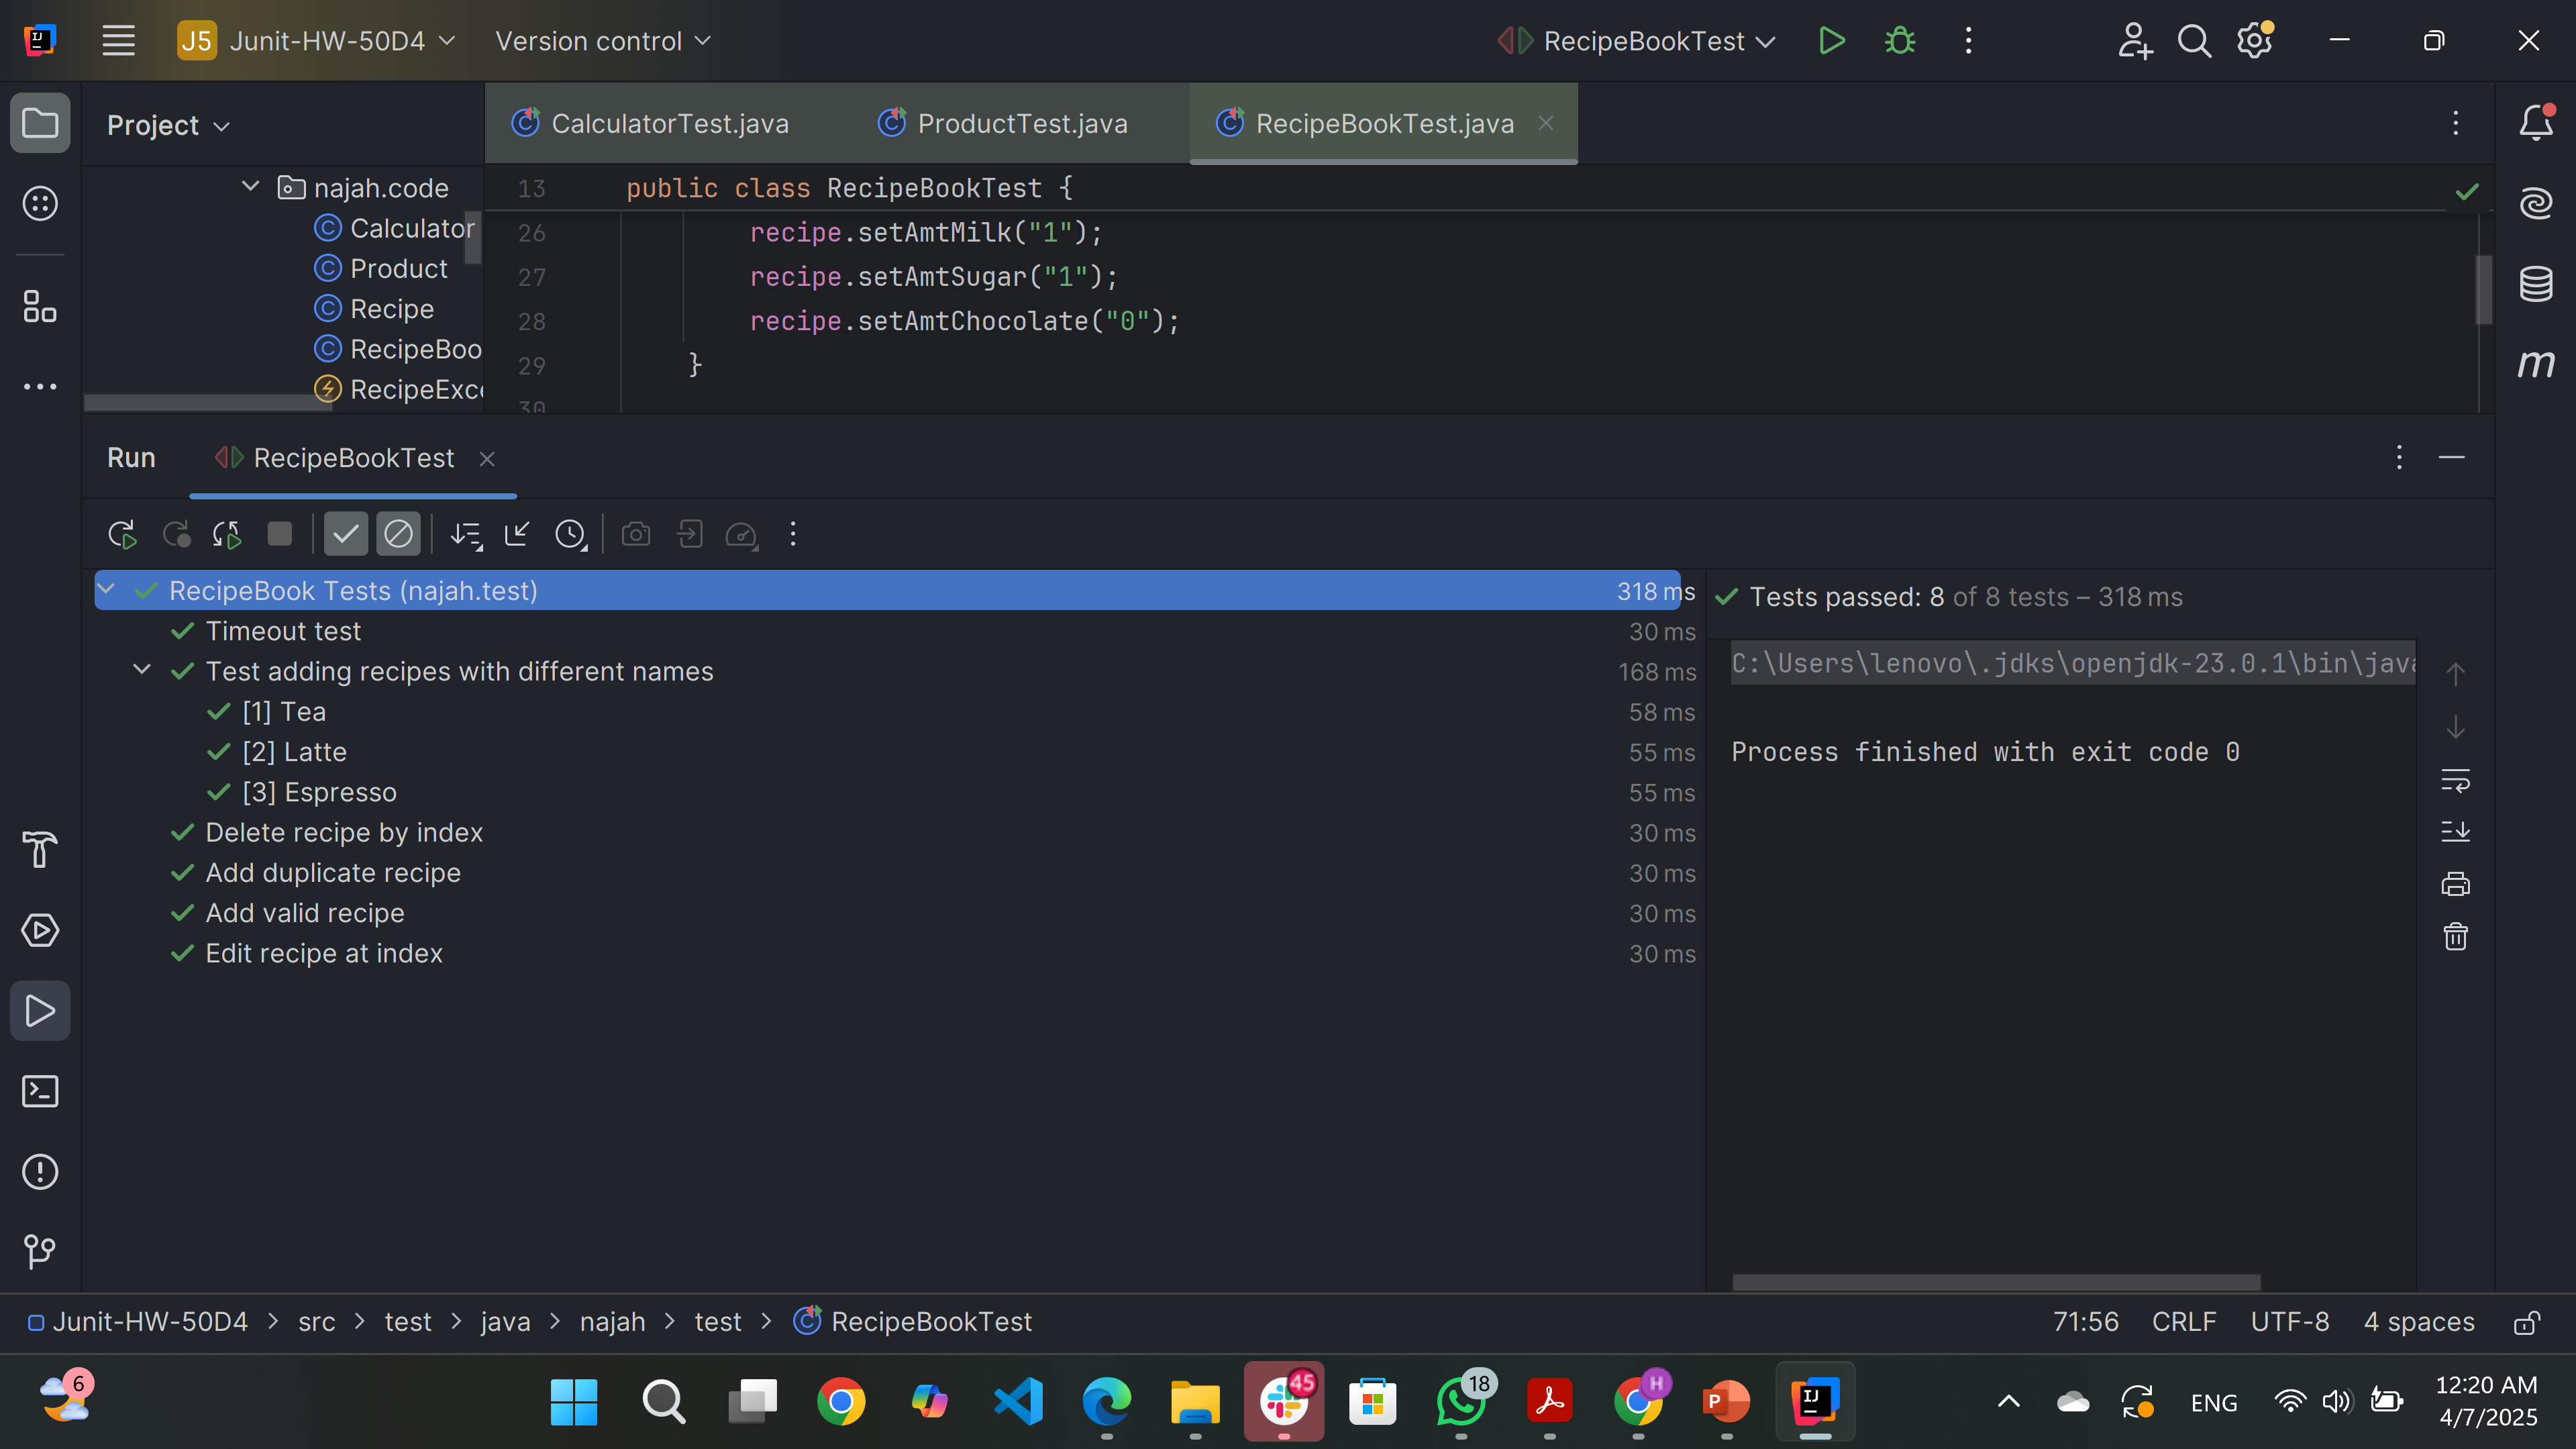 J5 Junit-HW-50D4 Version control RecipeBookTest
Project
CalculatorTest.java ProductTest.java RecipeBookTest.java
najah.code
Calculator
Product
Recipe
RecipeBoo
RecipeExc
13 public class RecipeBookTest {
26 recipe.setAmtMilk("1");
27 recipe.setAmtSugar("1");
28 recipe.setAmtChocolate("0");
29 }
30
m
Run RecipeBookTest
RecipeBook Tests (najah.test) 318 ms
Timeout test 30 ms
Test adding recipes with different names 168 ms
[1] Tea 58 ms
[2] Latte 55 ms
[3] Espresso 55 ms
Delete recipe by index 30 ms
Add duplicate recipe 30 ms
Add valid recipe 30 ms
Edit recipe at index 30 ms
Tests passed: 8 of 8 tests – 318 ms
C:\Users\lenovo\.jdks\openjdk-23.0.1\bin\java
Process finished with exit code 0
Junit-HW-50D4 > src > test > java > najah > test > RecipeBookTest
71:56 CRLF UTF-8 4 spaces
6
45
18
H
P
IJ
ENG
12:20 AM
4/7/2025